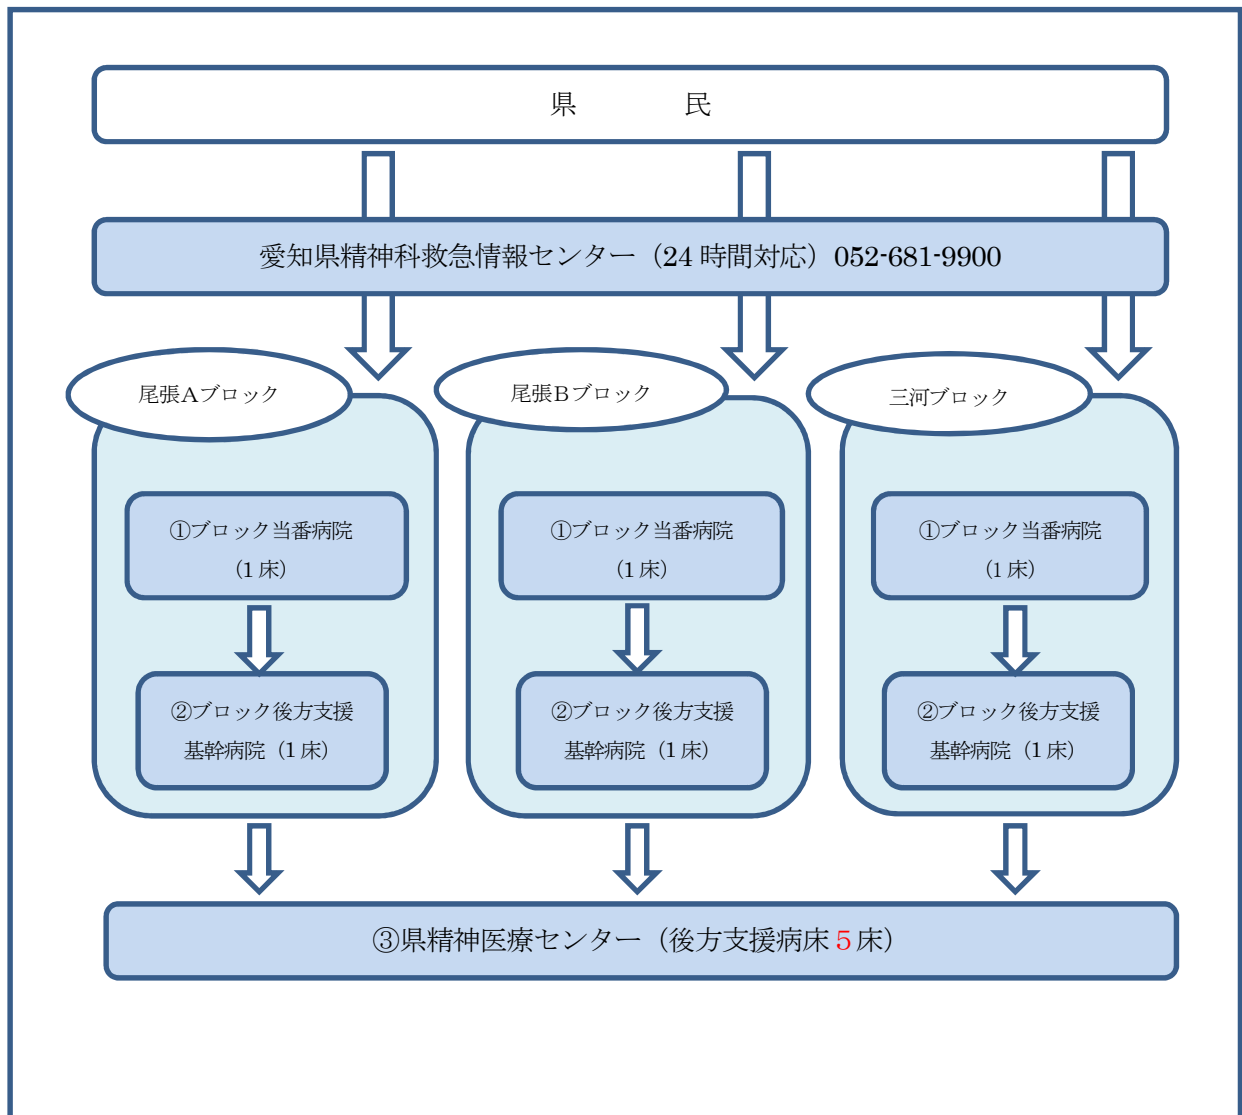 県　　　　民
愛知県精神科救急情報センター（24 時間対応）052-681-9900
尾張Aブロック
尾張Bブロック
三河ブロック
①ブロック当番病院
（1 床）
①ブロック当番病院
（1 床）
①ブロック当番病院
（1 床）
②ブロック後方支援
基幹病院（1 床）
②ブロック後方支援
基幹病院（1 床）
②ブロック後方支援
基幹病院（1 床）
③県精神医療センター（後方支援病床 5 床）